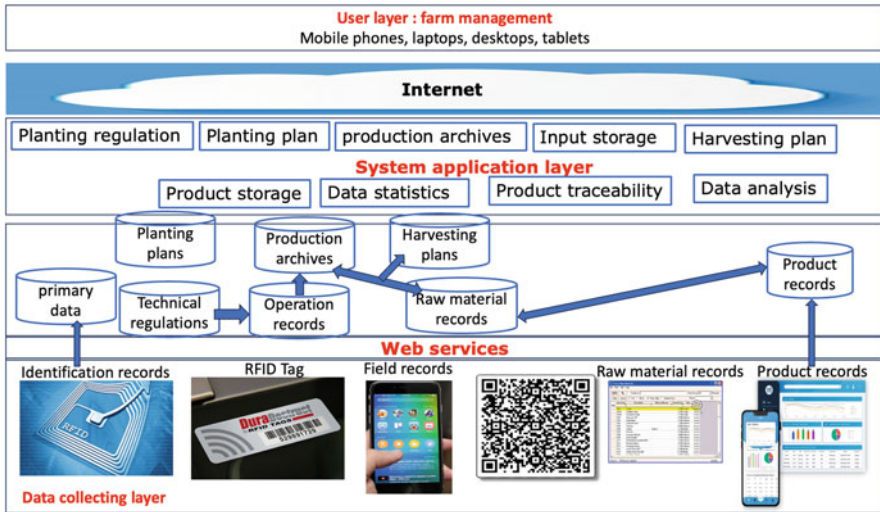 User layer : farm management
Mobile phones, laptops, desktops, tablets
Internet
Planting regulation
Planting plan
production archives
Input storage
Harvesting plan
System application layer
Product storage
Data statistics
Product traceability
Data analysis
Planting
plans
Production
archives
Harvesting
plans
Product
records
primary
data
Technical
regulations
Operation
records
Raw material
records
Web services
Identification records
RFID Tag
Field records
Raw material records
Product records
RFID
RFID TAGS
Data collecting layer